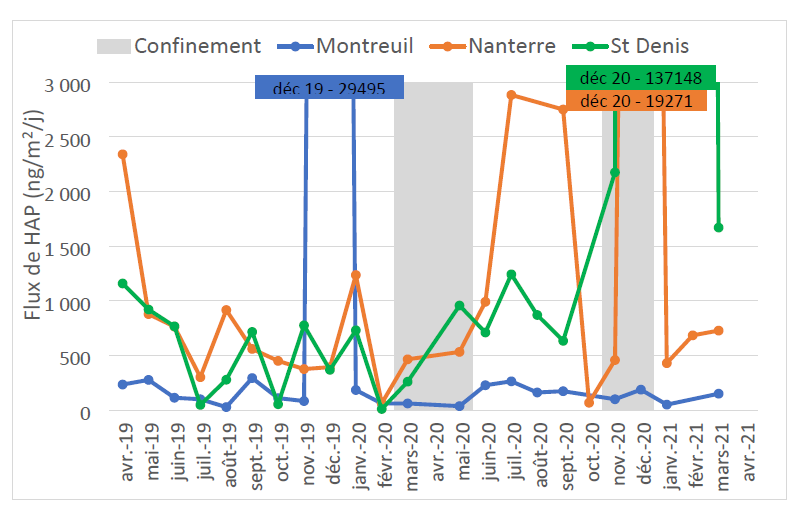 Confinement Montreuil Nanterre St Denis
Flux de HAP (ng/m²/j)
3 000
2 500
2 000
1 500
1 000
500
0
déc 19 - 29495
déc 20 - 137148
déc 20 - 19271
avr.-19
mai-19
juin-19
juil.-19
août-19
sept.-19
oct.-19
nov.-19
déc.-19
janv.-20
févr.-20
mars-20
avr.-20
mai-20
juin-20
juil.-20
août-20
sept.-20
oct.-20
nov.-20
déc.-20
janv.-21
févr.-21
mars-21
avr.-21